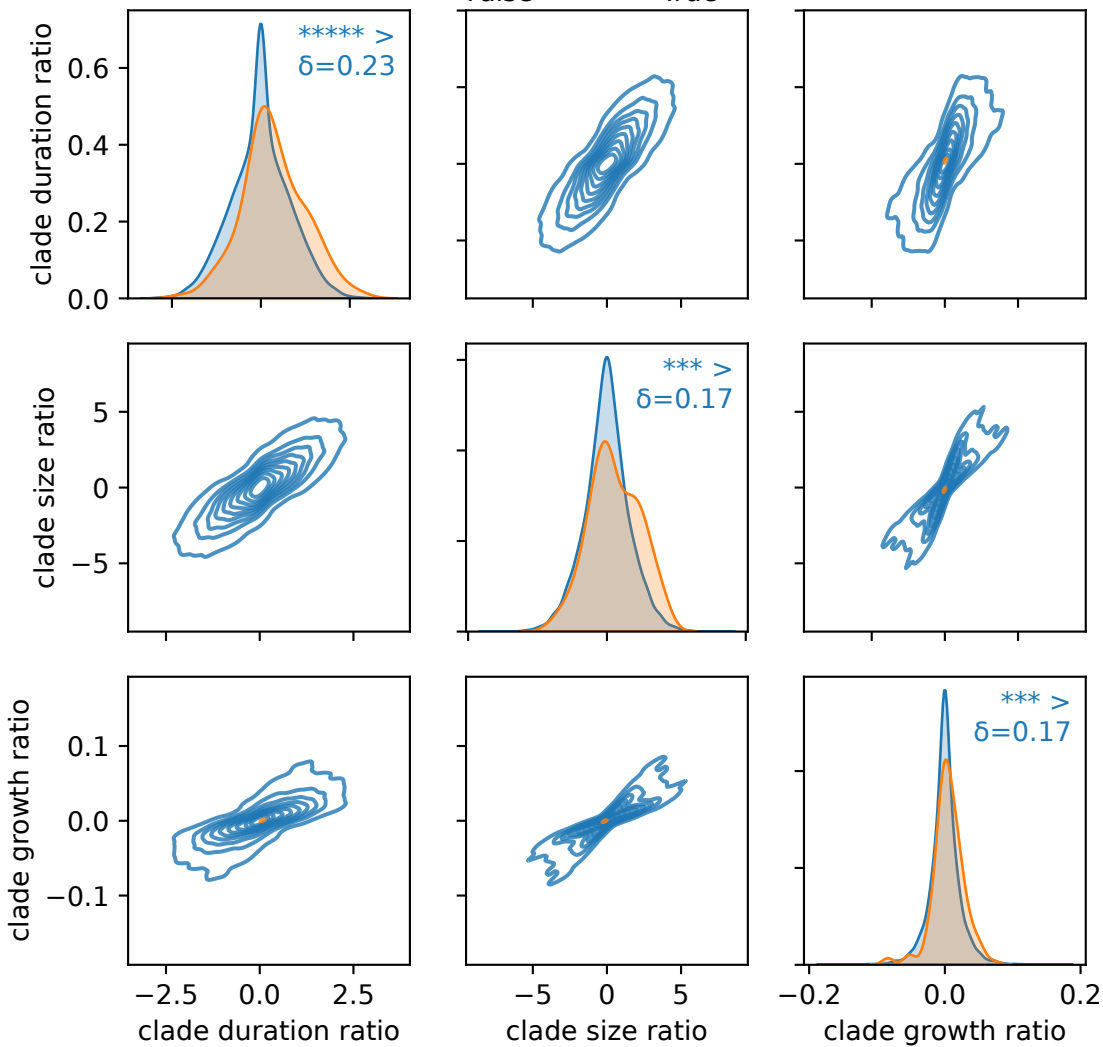 ***** >
δ=0.23
clade duration ratio
0.6
0.4
0.2
0.0
*** >
δ=0.17
clade size ratio
5
0
−5
*** >
δ=0.17
clade growth ratio
0.1
0.0
−0.1
−2.5 0.0 2.5
−5 0 5
−0.2 0.0 0.2
clade duration ratio
clade size ratio
clade growth ratio